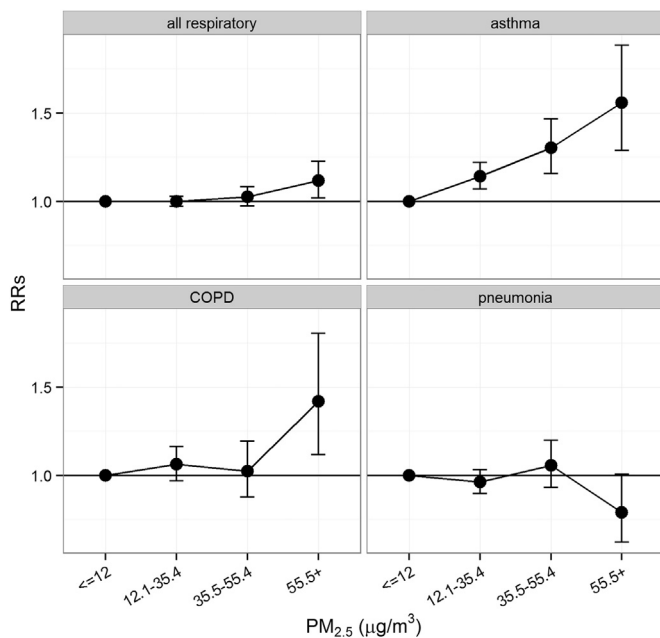 all respiratory
asthma
1.5
1.0
COPD
pneumonia
1.5
1.0
RRs
<=12
12.1-35.4
35.5-55.4
55.5+
<=12
12.1-35.4
35.5-55.4
55.5+
PM2.5 (μg/m³)